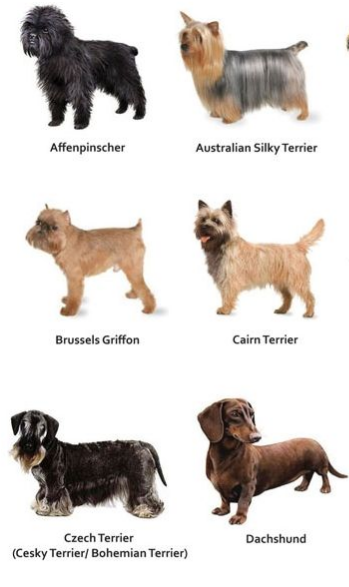 Affenpinscher
Australian Silky Terrier
Brussels Griffon
Cairn Terrier
Czech Terrier
(Cesky Terrier/ Bohemian Terrier)
Dachshund